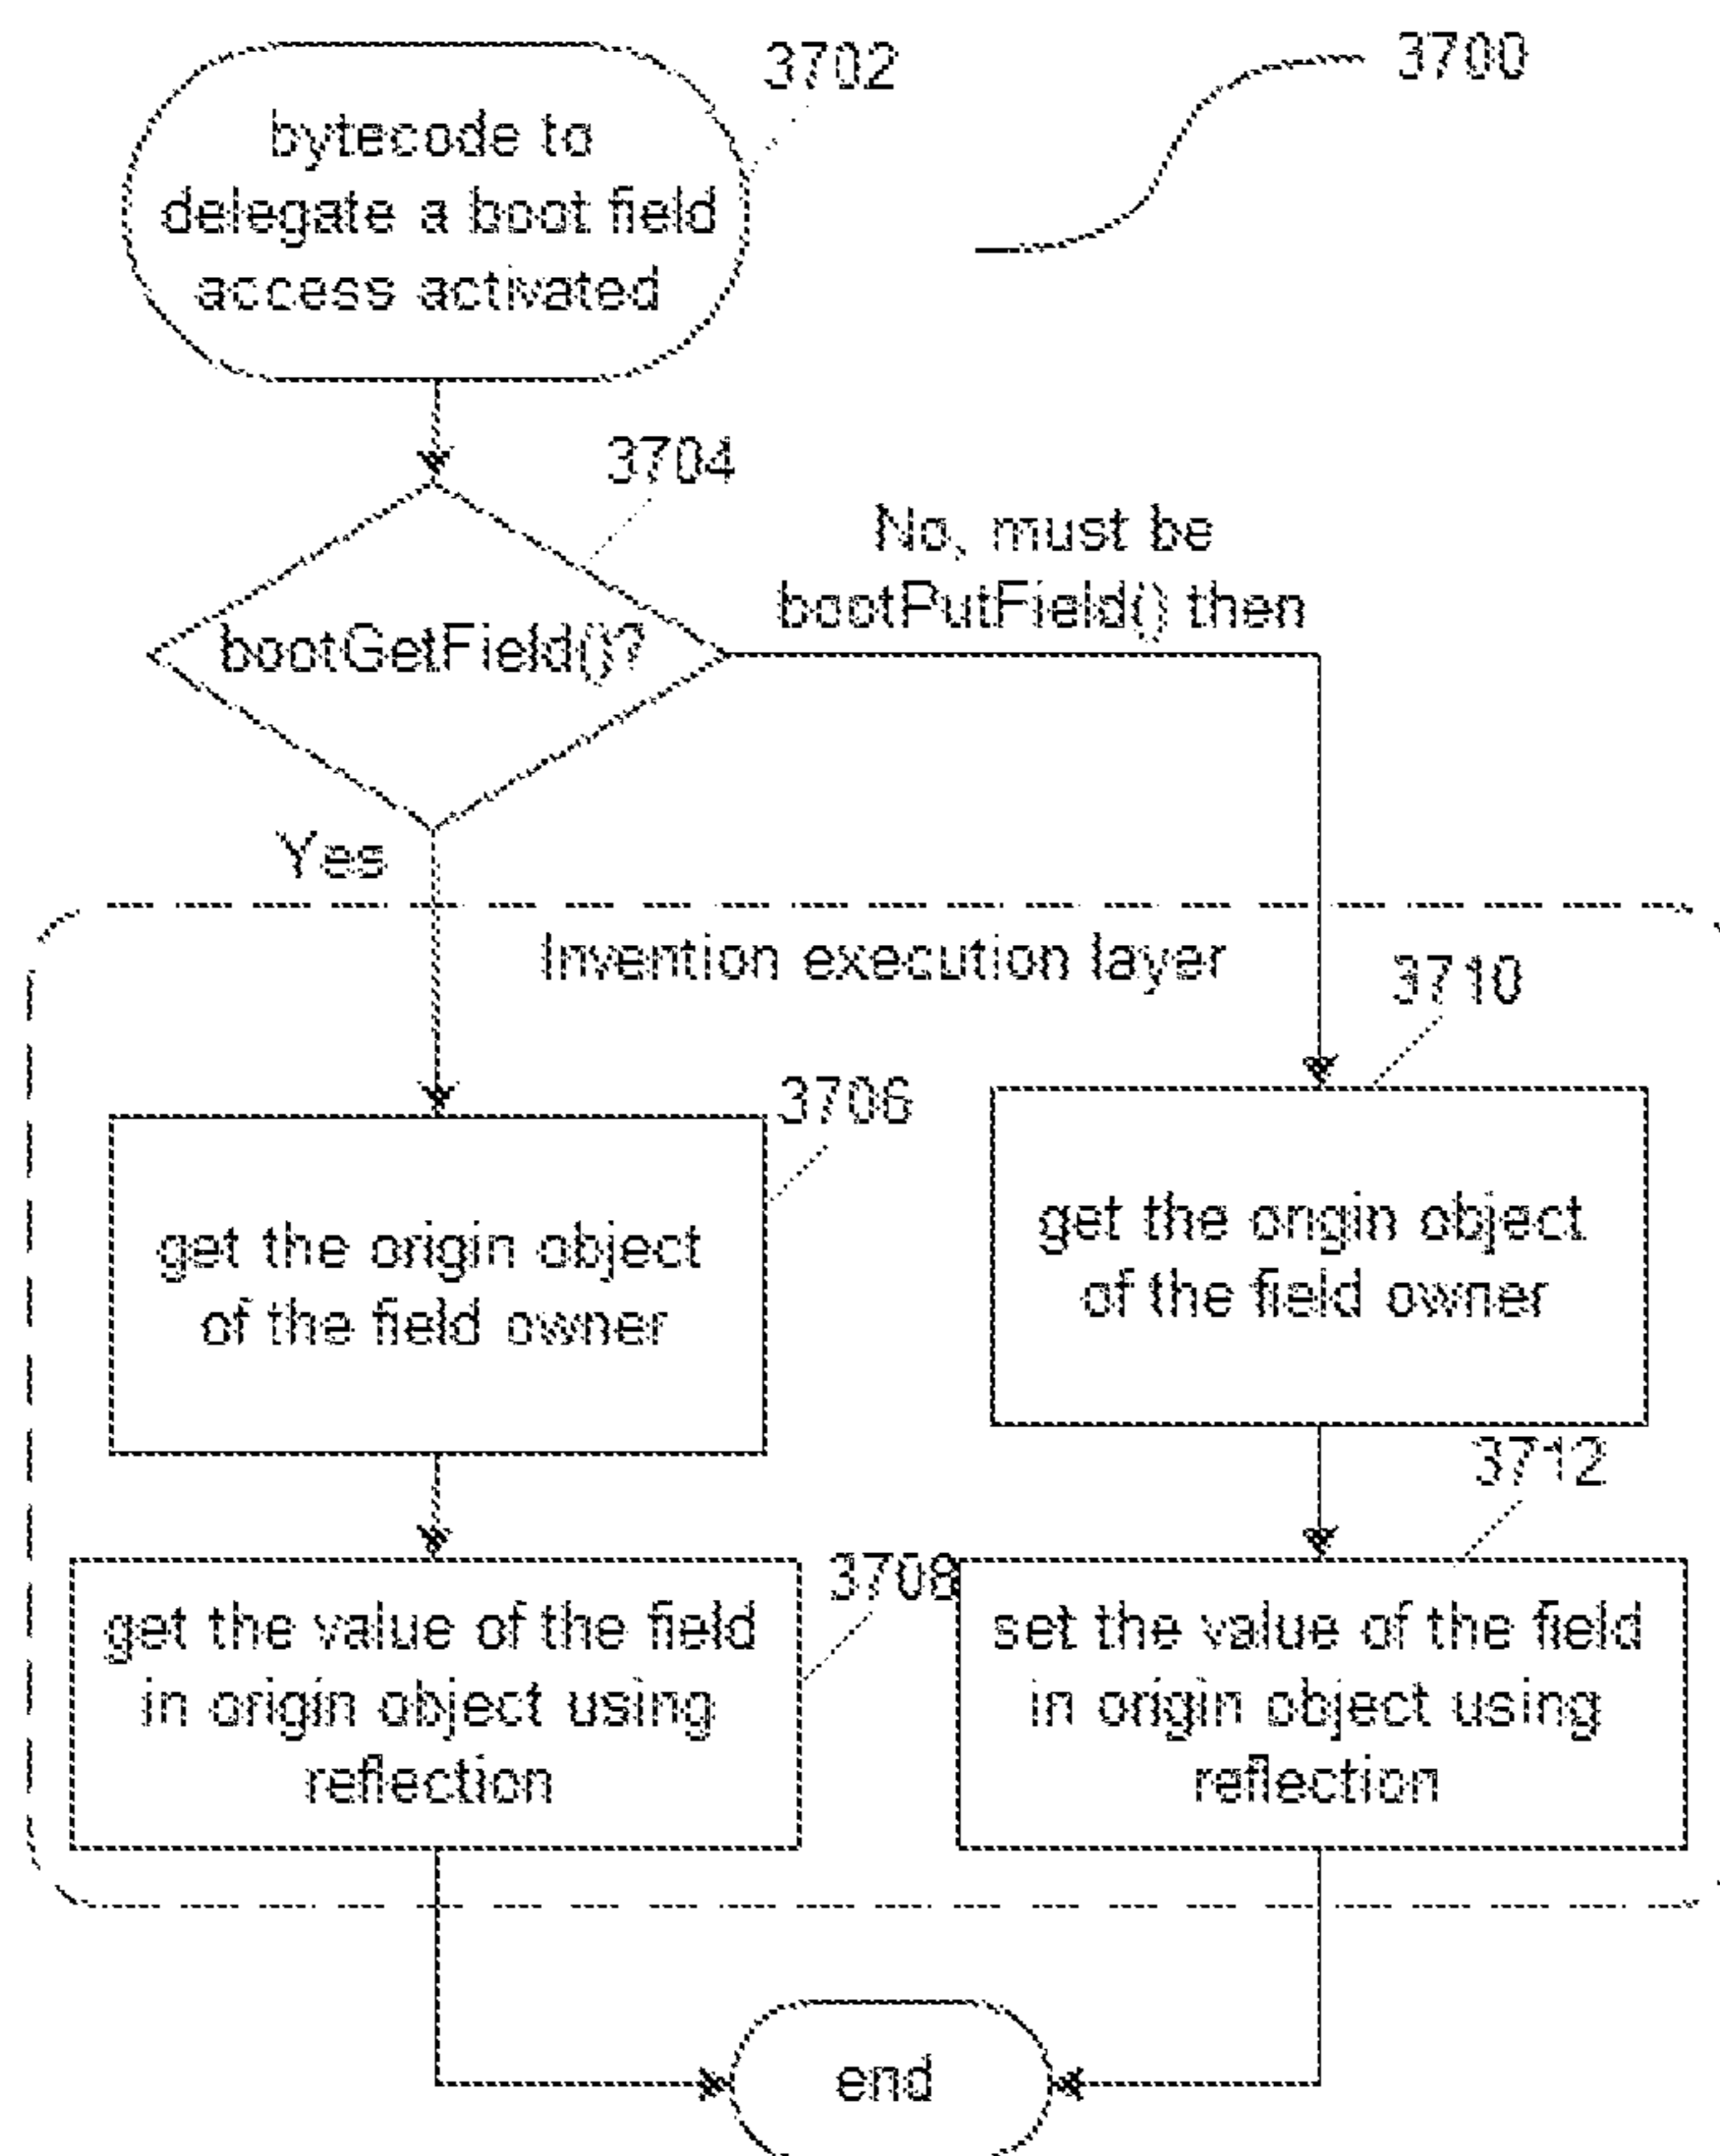 3702
3700
bytecode to
delegate a boot field
access activated
3704
No, must be
bootPutField() then
bootGetField()?
Yes
Invention execution layer
3710
3706
get the origin object
of the field owner
get the origin object
of the field owner
3712
3708
get the value of the field
in origin object using
reflection
set the value of the field
in origin object using
reflection
end